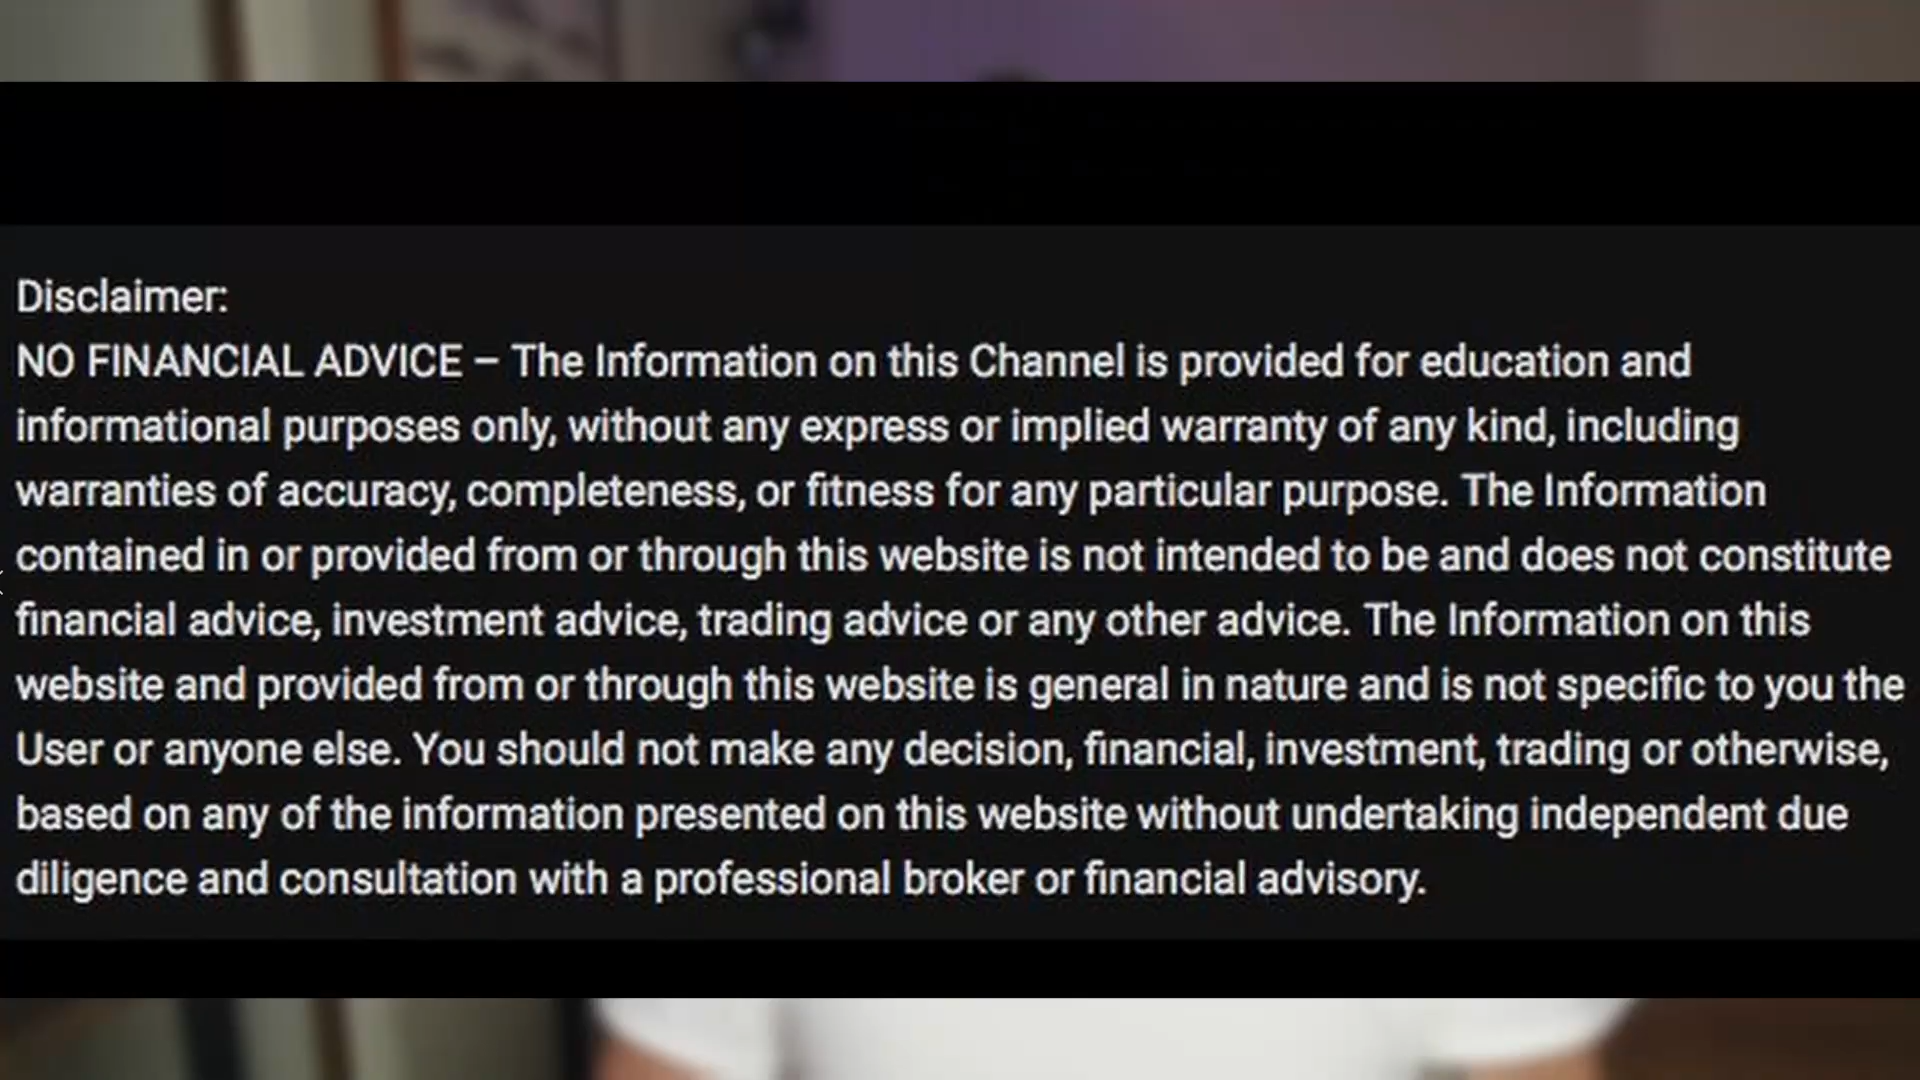 Disclaimer:
NO FINANCIAL ADVICE – The Information on this Channel is provided for education and
informational purposes only, without any express or implied warranty of any kind, including
warranties of accuracy, completeness, or fitness for any particular purpose. The Information
contained in or provided from or through this website is not intended to be and does not constitute
financial advice, investment advice, trading advice or any other advice. The Information on this
website and provided from or through this website is general in nature and is not specific to you the
User or anyone else. You should not make any decision, financial, investment, trading or otherwise,
based on any of the information presented on this website without undertaking independent due
diligence and consultation with a professional broker or financial advisory.